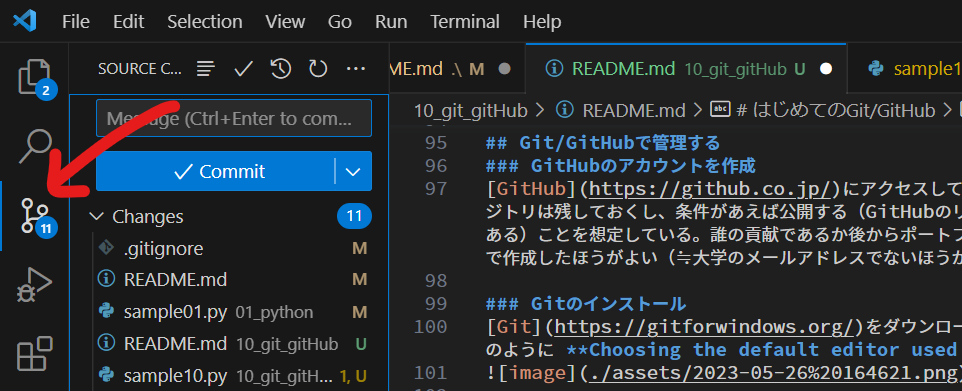 File Edit Selection View Go Run Terminal Help
SOURCE C...
ME.md .\ M
README.md 10_git_gitHub U
sample1
2
Message (Ctrl+Enter to com...
Commit
11
Changes 11
.gitignore M
README.md M
sample01.py 01_python M
README.md 10_git_gitHub U
sample10.py 10_git_gitH... 1, U
10_git_gitHub > README.md > # はじめてのGit/GitHub
95 ## Git/GitHubで管理する
96 ### GitHubのアカウントを作成
97 [GitHub](https://github.co.jp/)にアクセスして
ジトリは残しておくし、条件があえば公開する（GitHubのリ
ある）ことを想定している。誰の貢献であるか後からポートフ
で作成したほうがよい（≒大学のメールアドレスでないほうが
98
99 ### Gitのインストール
100 [Git](https://gitforwindows.org/)をダウンロー
のように **Choosing the default editor used
101 ![image](./assets/2023-05-26%20164621.png)